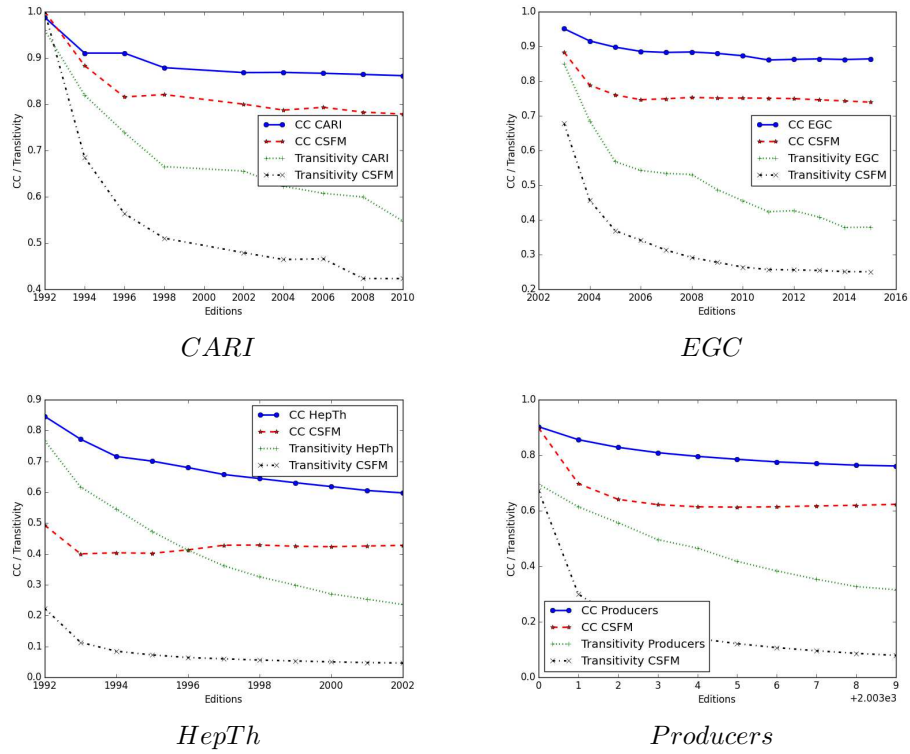 1.0
0.9
0.8
0.7
0.6
0.5
0.4
CC / Transitivity
CC CARI
CC CSFM
Transitivity CARI
Transitivity CSFM
1992 1994 1996 1998 2000 2002 2004 2006 2008 2010
Editions
CARI
1.0
0.9
0.8
0.7
0.6
0.5
0.4
0.3
0.2
CC / Transitivity
CC EGC
CC CSFM
Transitivity EGC
Transitivity CSFM
2002 2004 2006 2008 2010 2012 2014 2016
Editions
EGC
0.9
0.8
0.7
0.6
0.5
0.4
0.3
0.2
0.1
0.0
CC / Transitivity
CC HepTh
CC CSFM
Transitivity HepTh
Transitivity CSFM
1992 1994 1996 1998 2000 2002
Editions
HepTh
1.0
0.8
0.6
0.4
0.2
0.0
CC / Transitivity
CC Producers
CC CSFM
Transitivity Producers
Transitivity CSFM
0 1 2 3 4 5 6 7 8 9
Editions +2.003e3
Producers